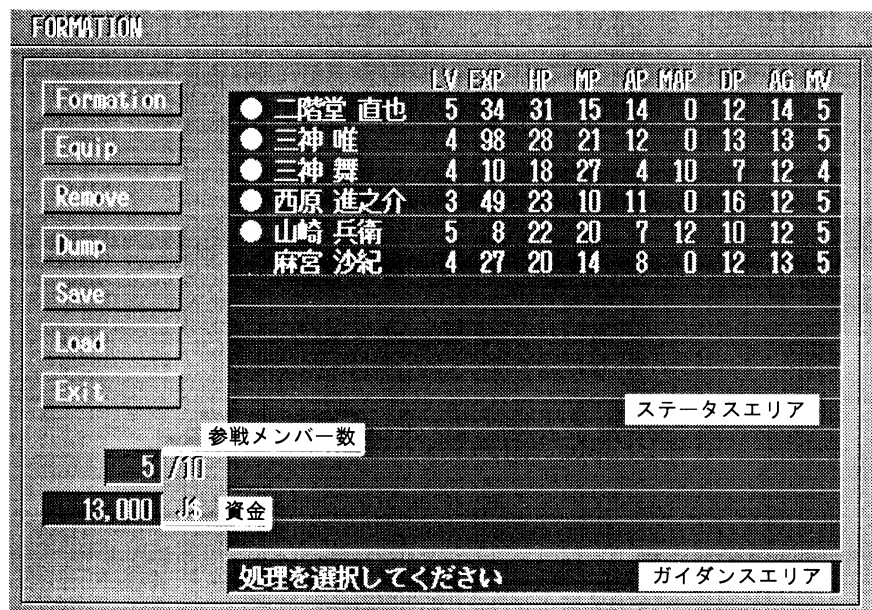 FORMATION
LV EXP HP MP AP MAP DP AG MV
Formation
Equip
Remove
Dump
Save
Load
Exit
● 二階堂 直也 5 34 31 15 14 0 12 14 5
● 三神 唯 4 98 28 21 12 0 13 13 5
● 三神 舞 4 10 18 27 4 10 7 12 4
● 西原 進之介 3 49 23 10 11 0 16 12 5
● 山崎 兵衛 5 8 22 20 7 12 10 12 5
麻宮 沙紀 4 27 20 14 8 0 12 13 5
ステータスエリア
参戦メンバー数
5 /10
13,000 J$ 資金
処理を選択してください ガイダンスエリア